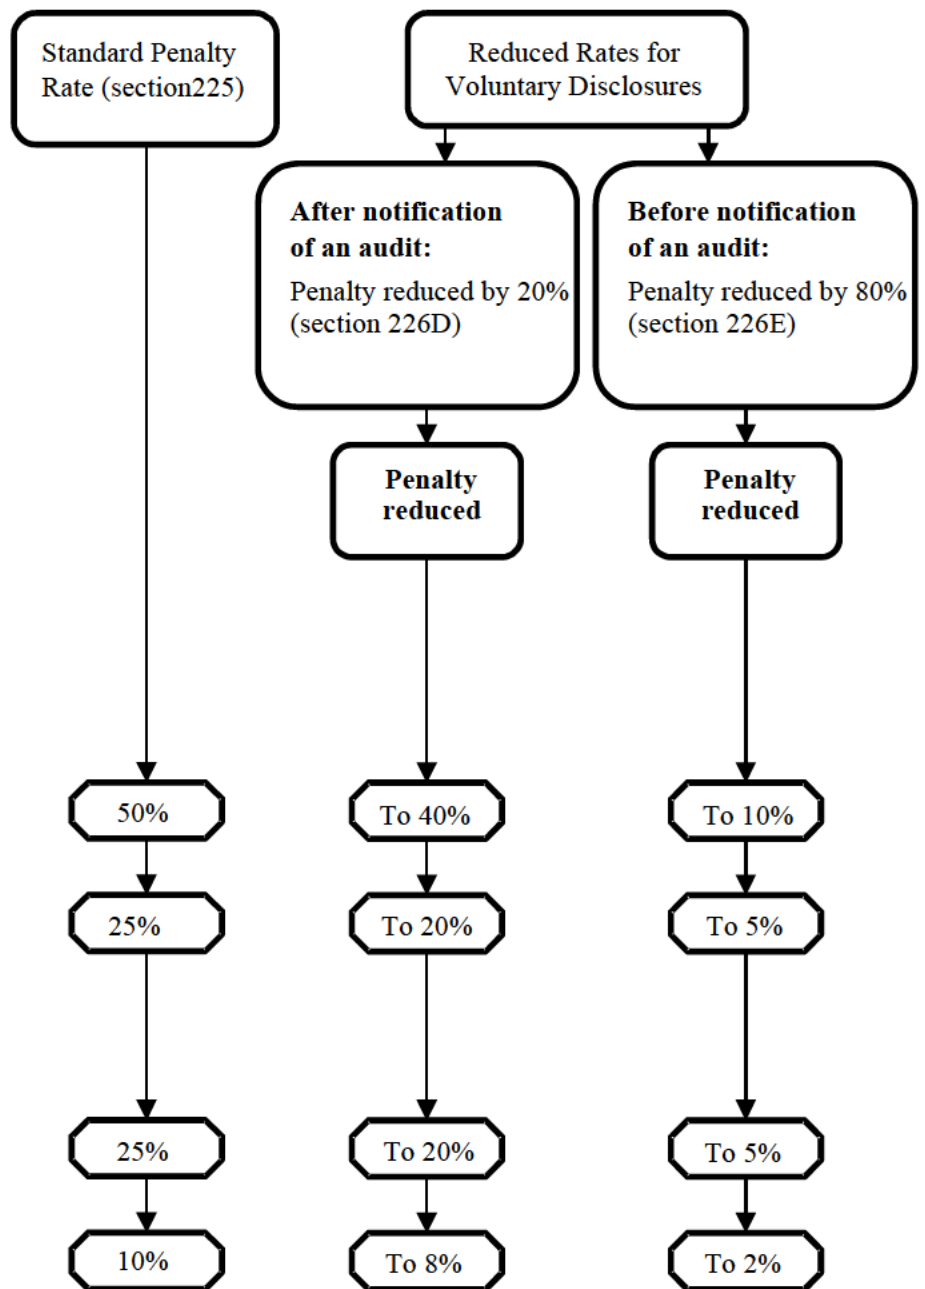 Standard Penalty
Rate (section225)
Reduced Rates for
Voluntary Disclosures
After notification
of an audit:
Penalty reduced by 20%
(section 226D)
Before notification
of an audit:
Penalty reduced by 80%
(section 226E)
Penalty
reduced
Penalty
reduced
50%
To 40%
To 10%
25%
To 20%
To 5%
25%
To 20%
To 5%
10%
To 8%
To 2%